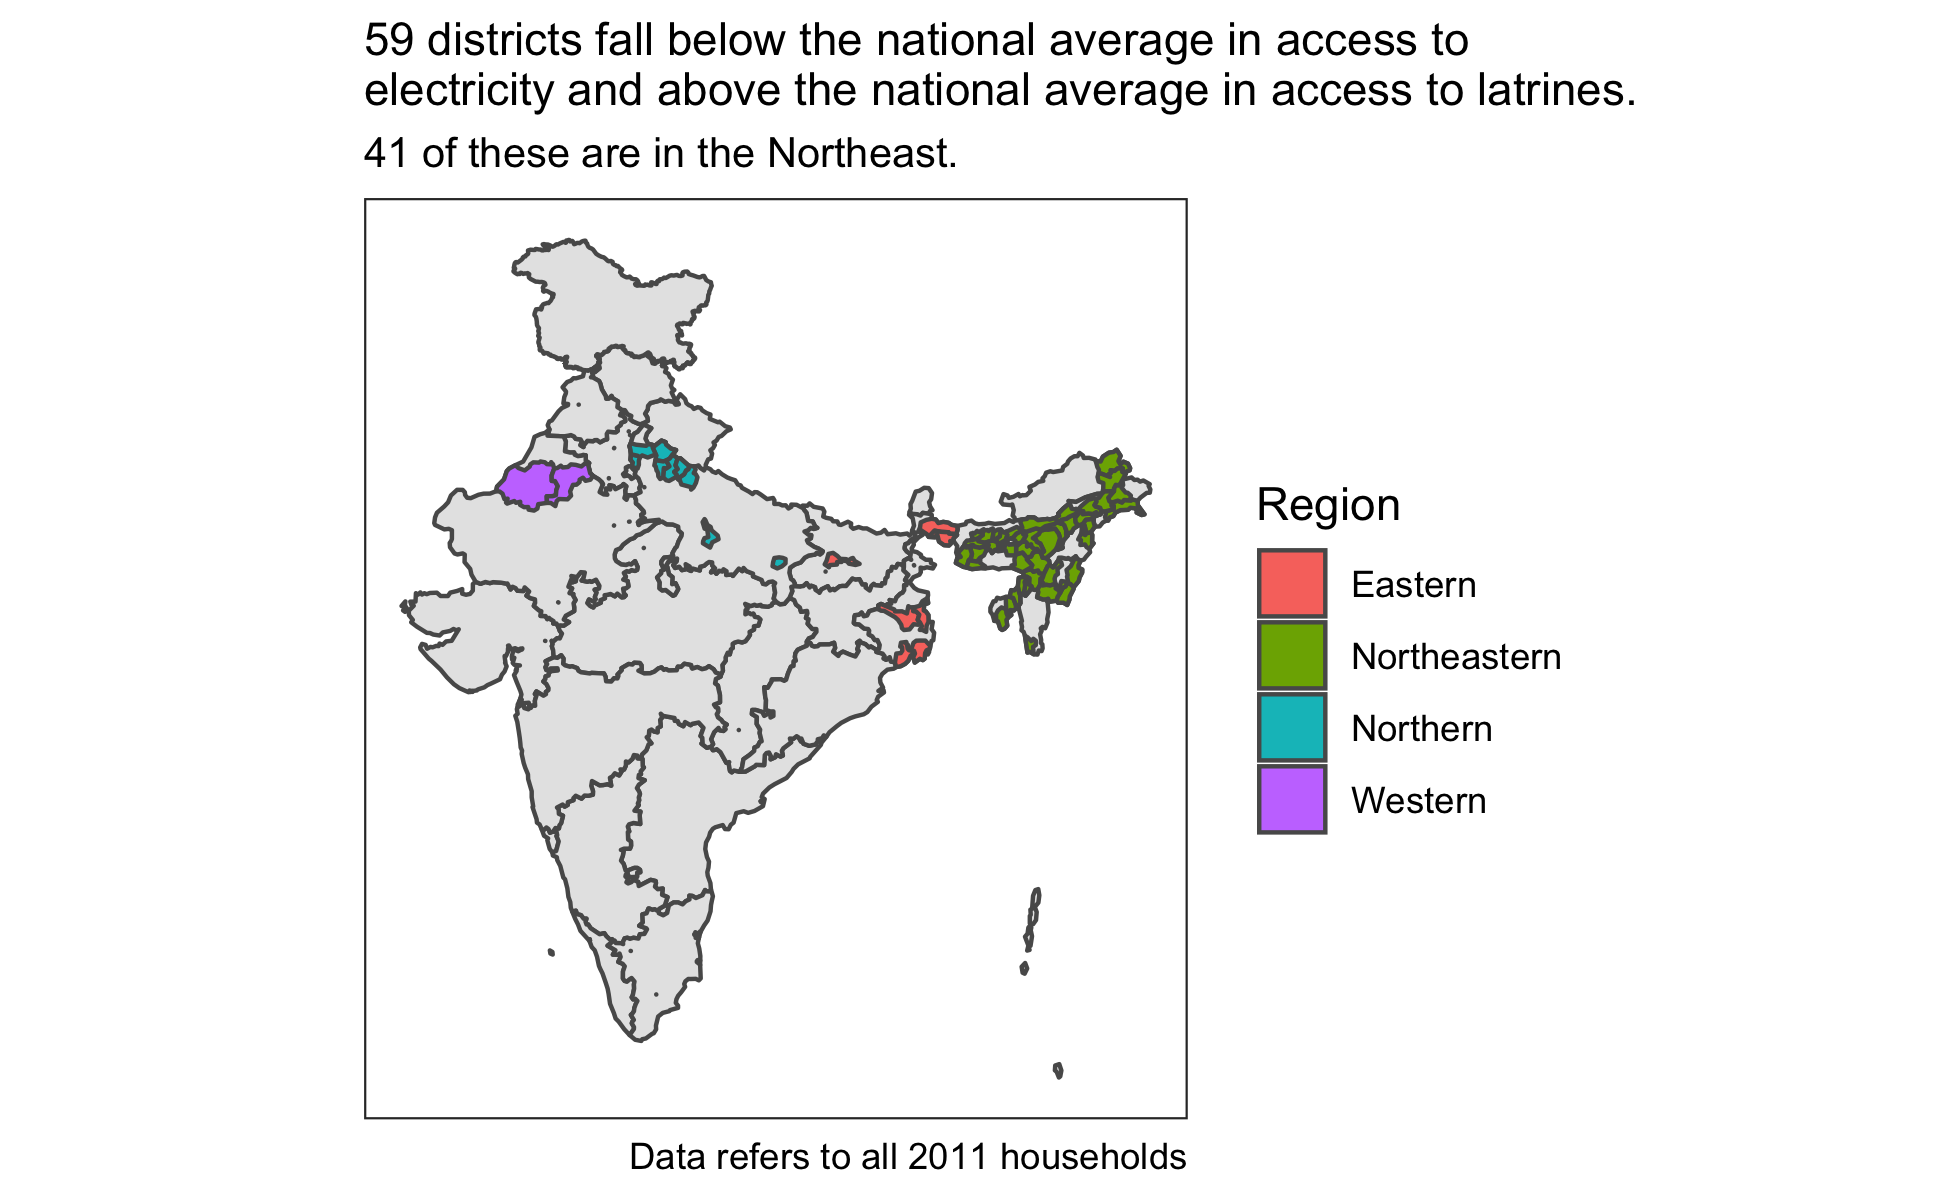 59 districts fall below the national average in access to
electricity and above the national average in access to latrines.
41 of these are in the Northeast.
Region
Eastern
Northeastern
Northern
Western
Data refers to all 2011 households